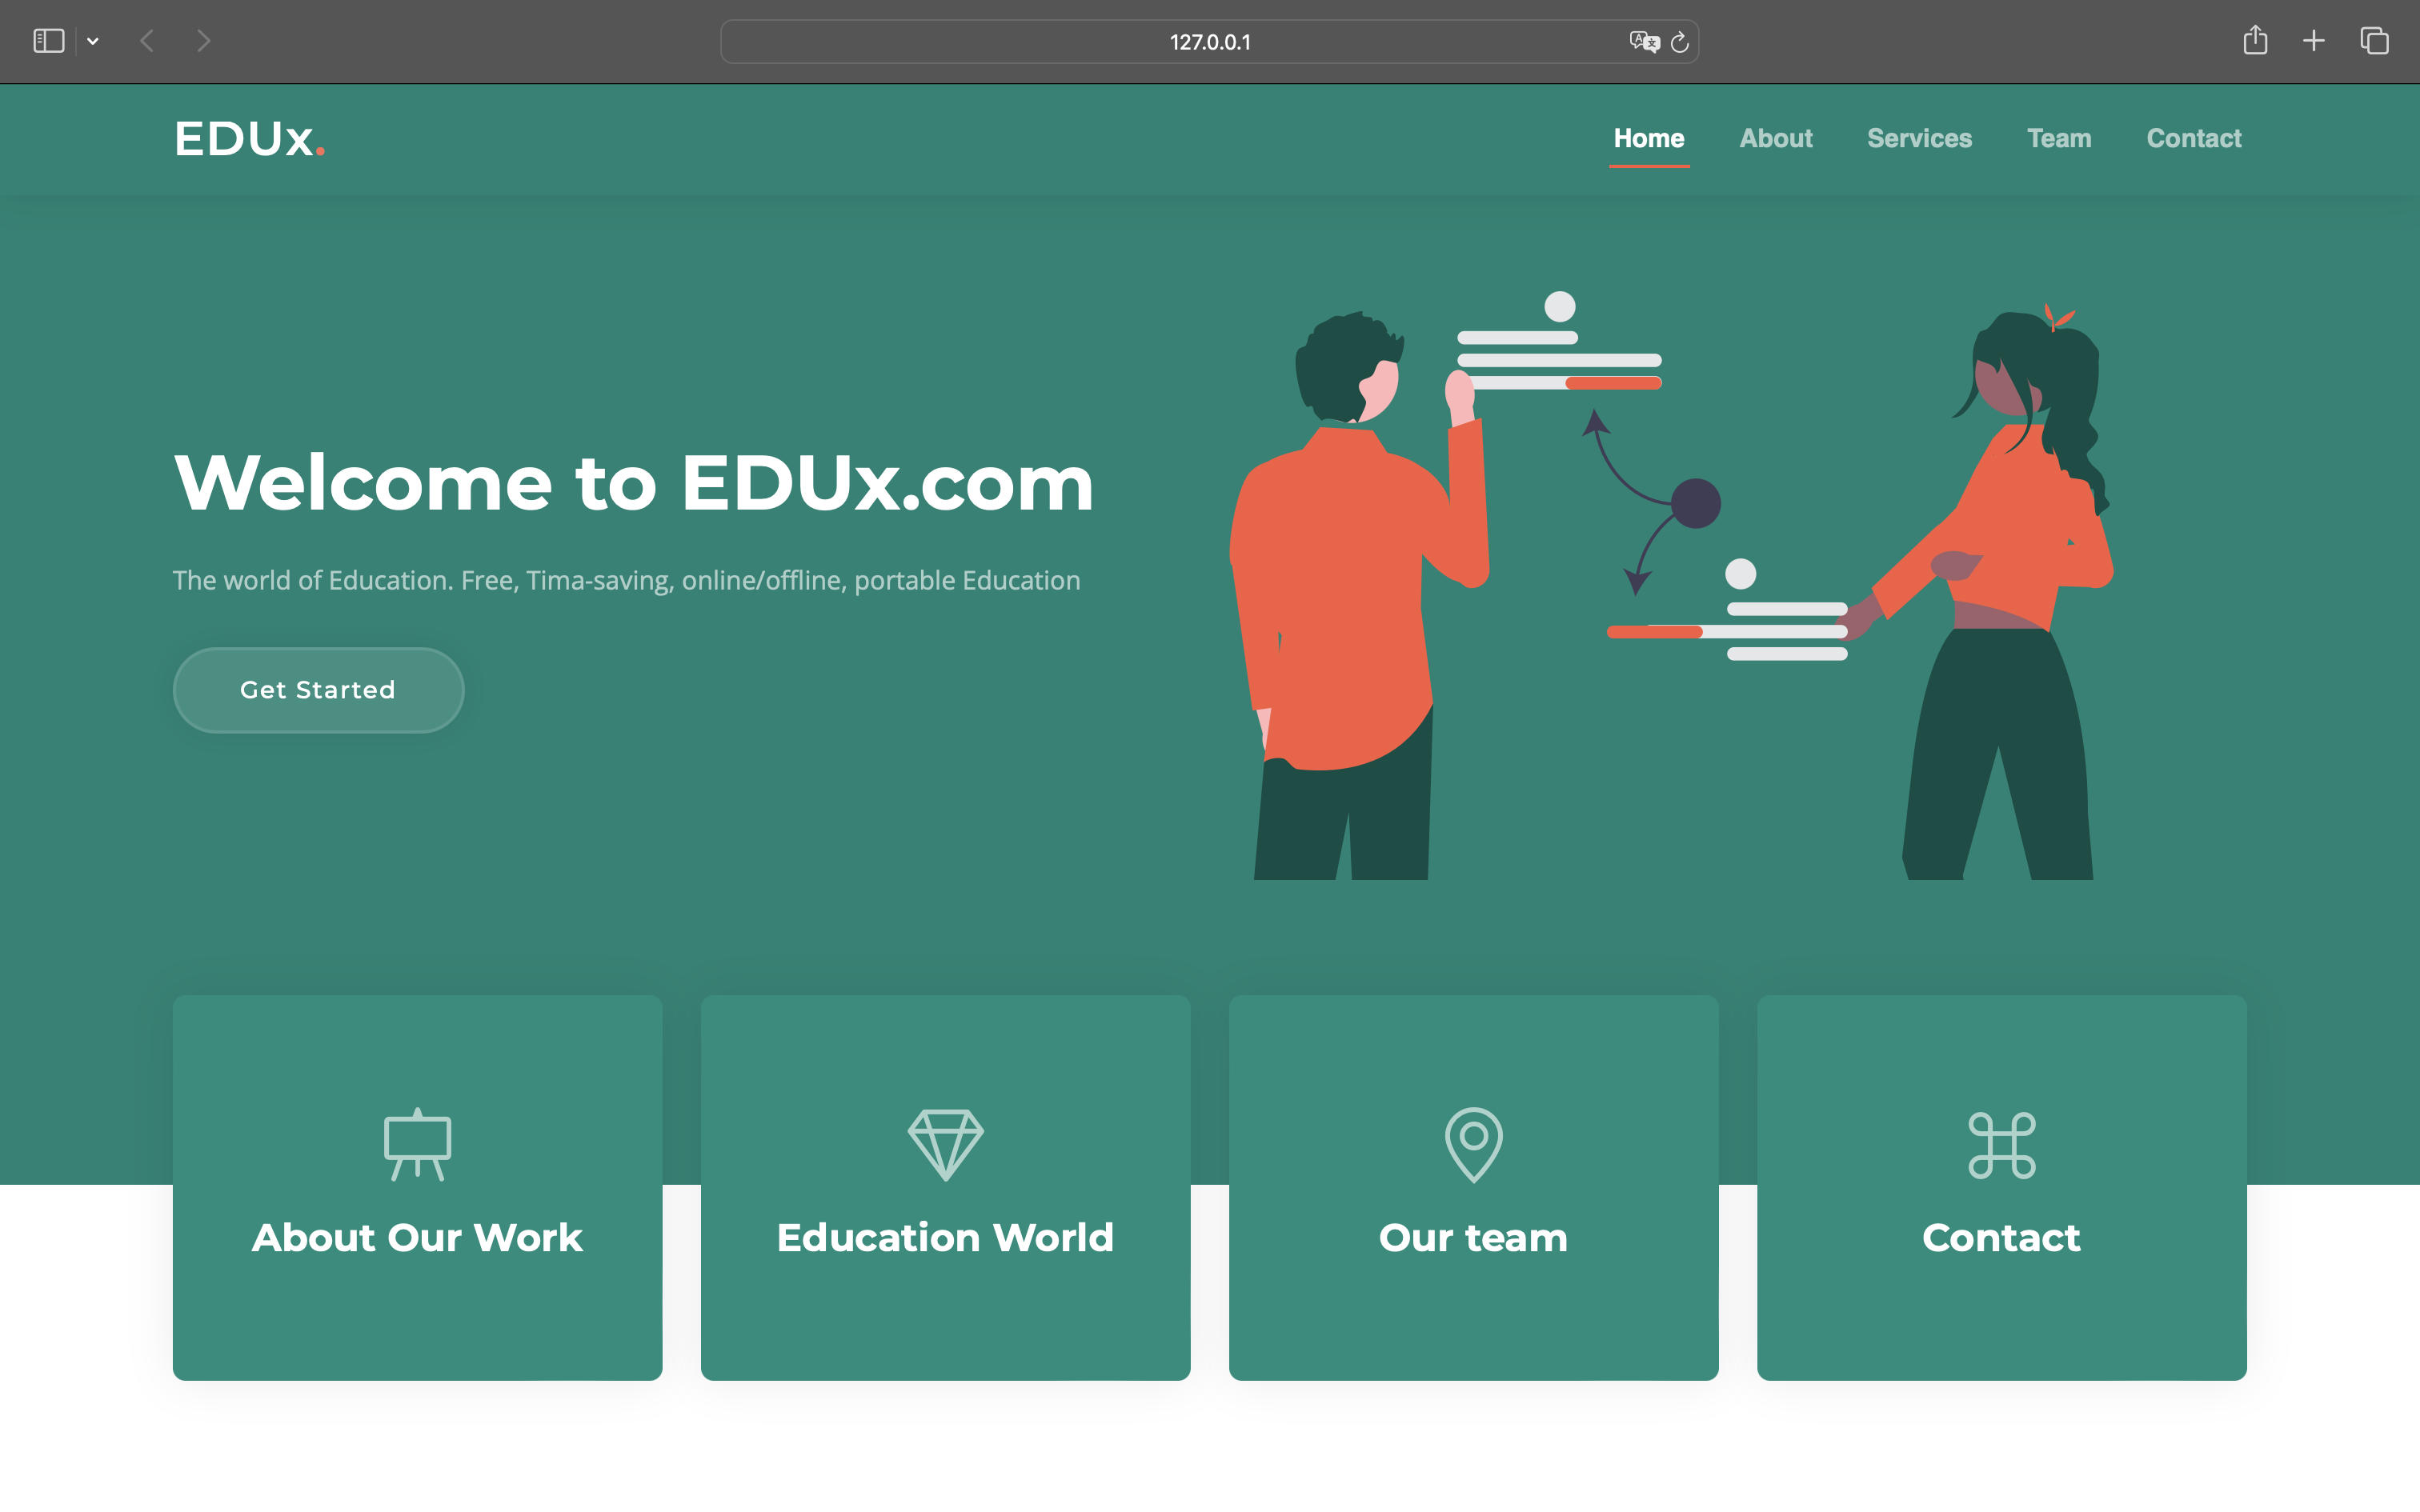 127.0.0.1
EDUx.
Home About Services Team Contact
Welcome to EDUx.com
The world of Education. Free, Tima-saving, online/offline, portable Education
Get Started
About Our Work
Education World
Our team
Contact